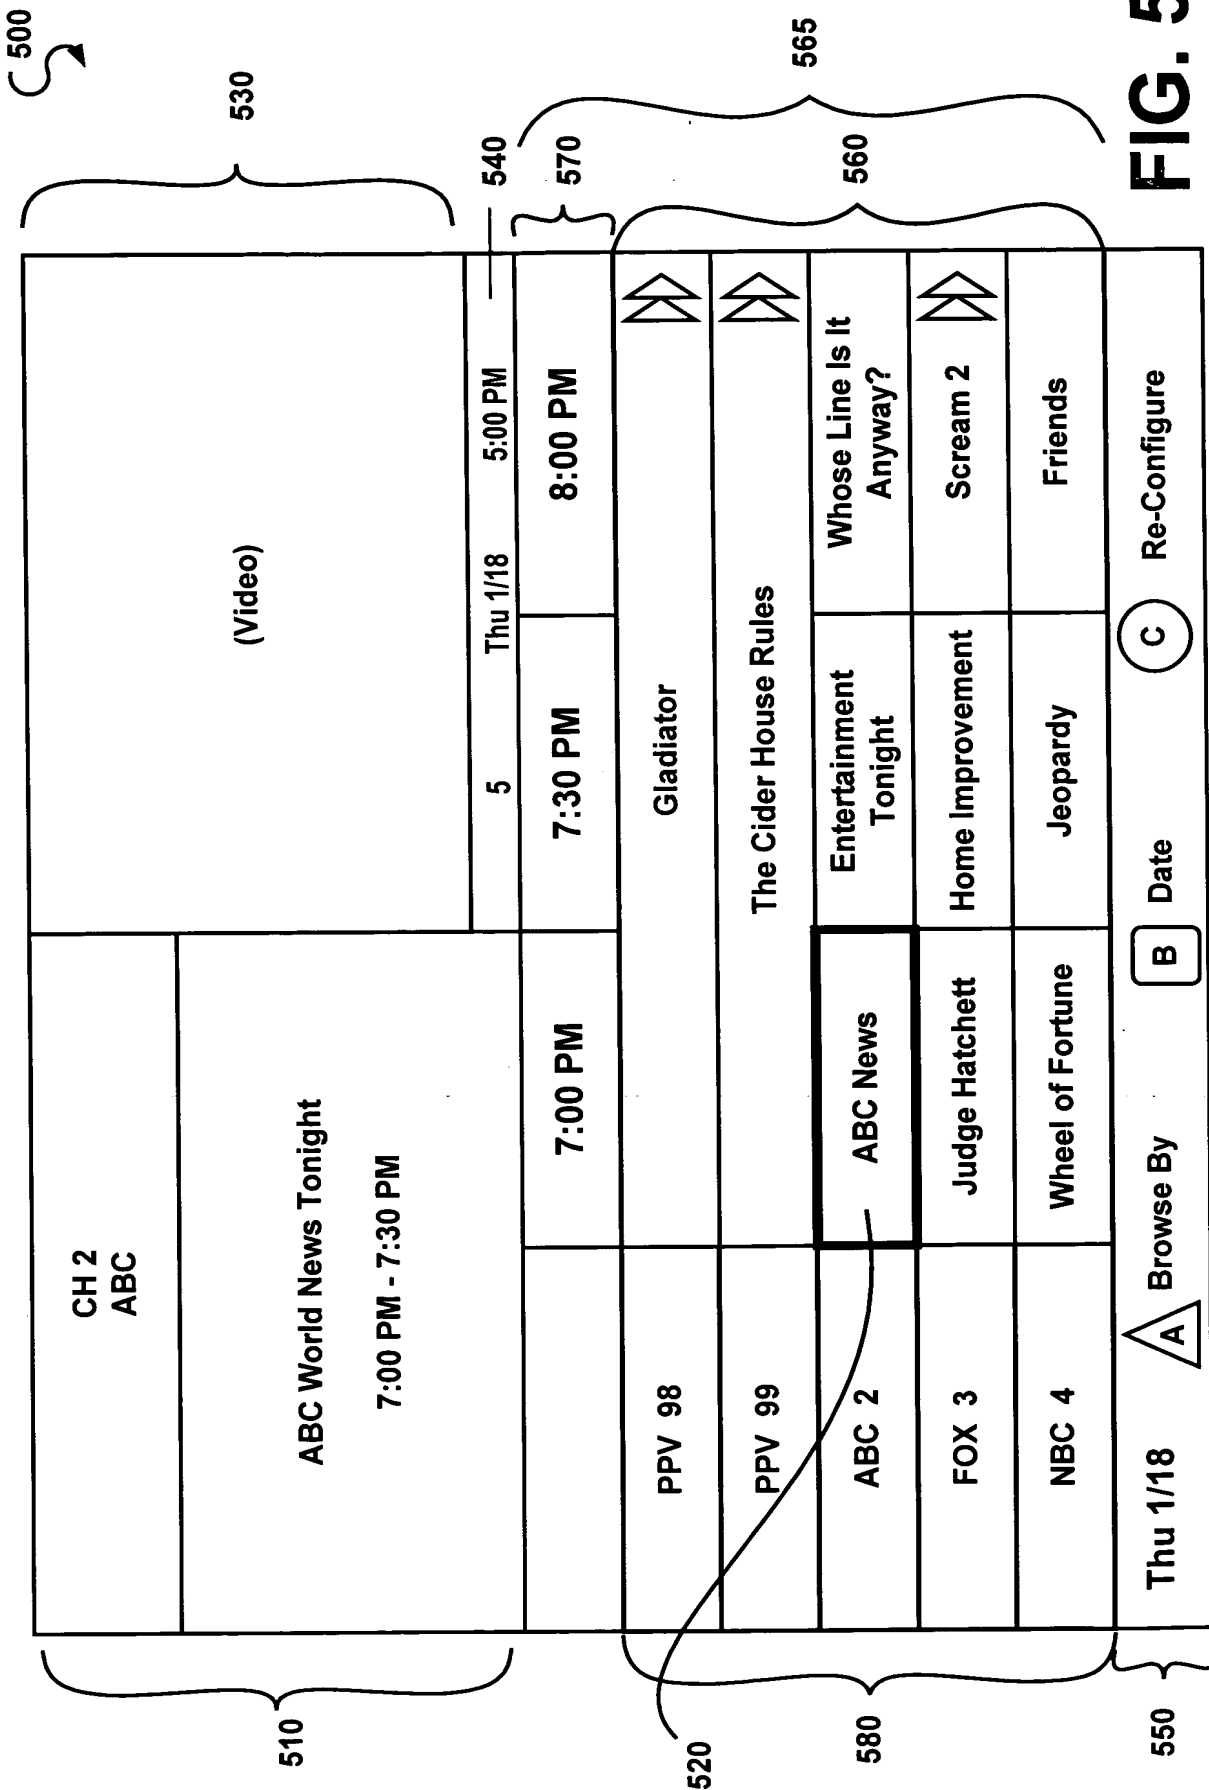 500
530
CH 2
ABC
(Video)
ABC World News Tonight
7:00 PM - 7:30 PM
510
5 Thu 1/18 5:00 PM
540
7:00 PM 7:30 PM 8:00 PM
570
565
520
PPV 98 Gladiator
PPV 99 The Cider House Rules
ABC 2 ABC News Entertainment
Tonight Whose Line Is It
Anyway?
560
580
FOX 3 Judge Hatchett Home Improvement Scream 2
NBC 4 Wheel of Fortune Jeopardy Friends
550
Thu 1/18 A Browse By B Date C Re-Configure
FIG. 5